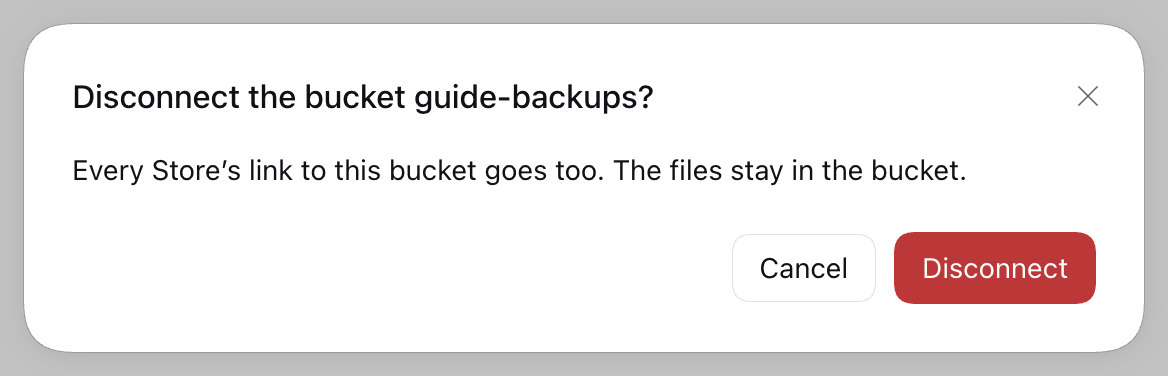 Disconnect the bucket guide-backups?
Every Store’s link to this bucket goes too. The files stay in the bucket.
Cancel
Disconnect